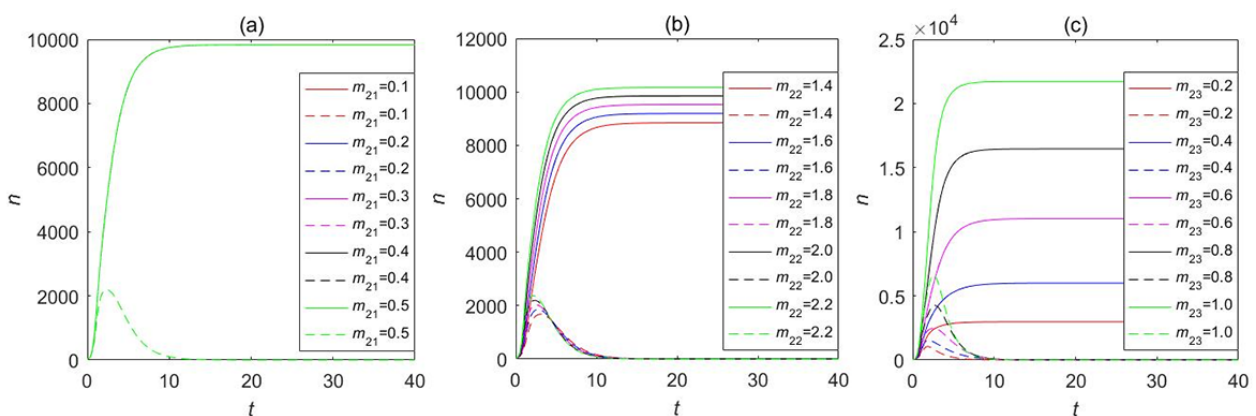 (a)
10000
8000
6000
4000
2000
0
n
0 10 20 30 40
t
m21=0.1
m21=0.1
m21=0.2
m21=0.2
m21=0.3
m21=0.3
m21=0.4
m21=0.4
m21=0.5
m21=0.5
(b)
12000
10000
8000
6000
4000
2000
0
n
0 10 20 30 40
t
m22=1.4
m22=1.4
m22=1.6
m22=1.6
m22=1.8
m22=1.8
m22=2.0
m22=2.0
m22=2.2
m22=2.2
×10^4
(c)
2.5
2
1.5
1
0.5
0
n
0 10 20 30 40
t
m23=0.2
m23=0.2
m23=0.4
m23=0.4
m23=0.6
m23=0.6
m23=0.8
m23=0.8
m23=1.0
m23=1.0